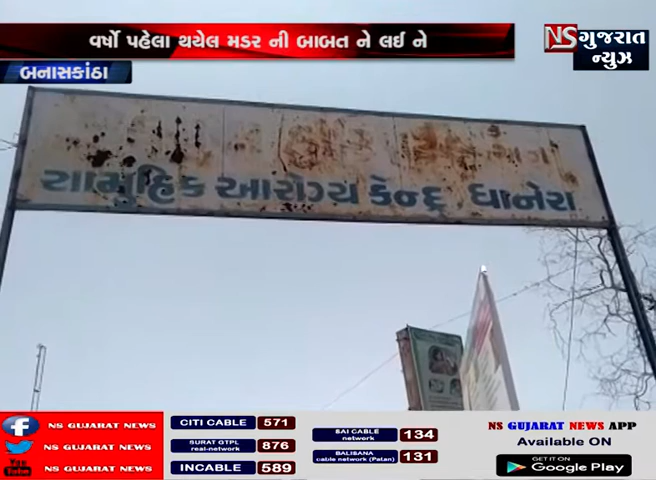 વર્ષો પહેલા થયેલ મડર ની બાબત ને લઈ ને
NS ગુજરાત
ન્યુઝ
બનાસકાંઠા
સામુહિક આરોગ્ય કેન્દ્ર ધાનેરા
NS GUJARAT NEWS
NS GUJARAT NEWS
NS GUJARAT NEWS
CITI CABLE 571
SURAT GTPL real-network 876
INCABLE 589
SAI CABLE network 134
BALISANA cable network (Patan) 131
NS GUJARAT NEWS APP
Available ON
GET IT ON
Google Play